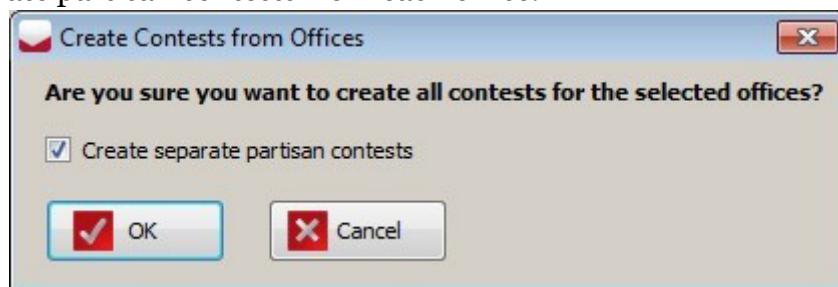 Create Contests from Offices
Are you sure you want to create all contests for the selected offices?
Create separate partisan contests
OK
Cancel